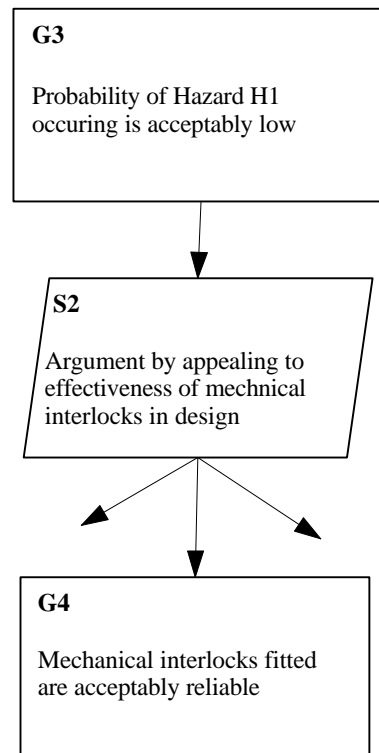 G3
Probability of Hazard H1
occuring is acceptably low
S2
Argument by appealing to
effectiveness of mechnical
interlocks in design
G4
Mechanical interlocks fitted
are acceptably reliable